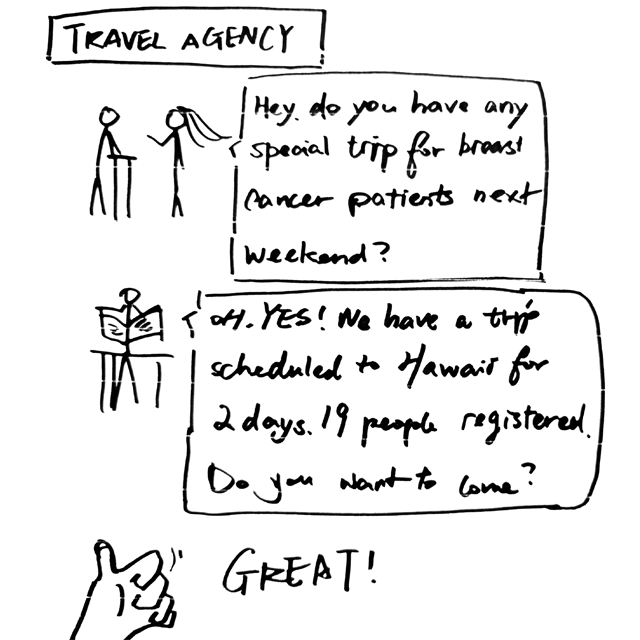 TRAVEL AGENCY
Hey. do you have any
special trip for breast
cancer patients next
weekend?
OH. YES! We have a trip
scheduled to Hawaii for
2 days. 19 people registered.
Do you want to come?
GREAT!